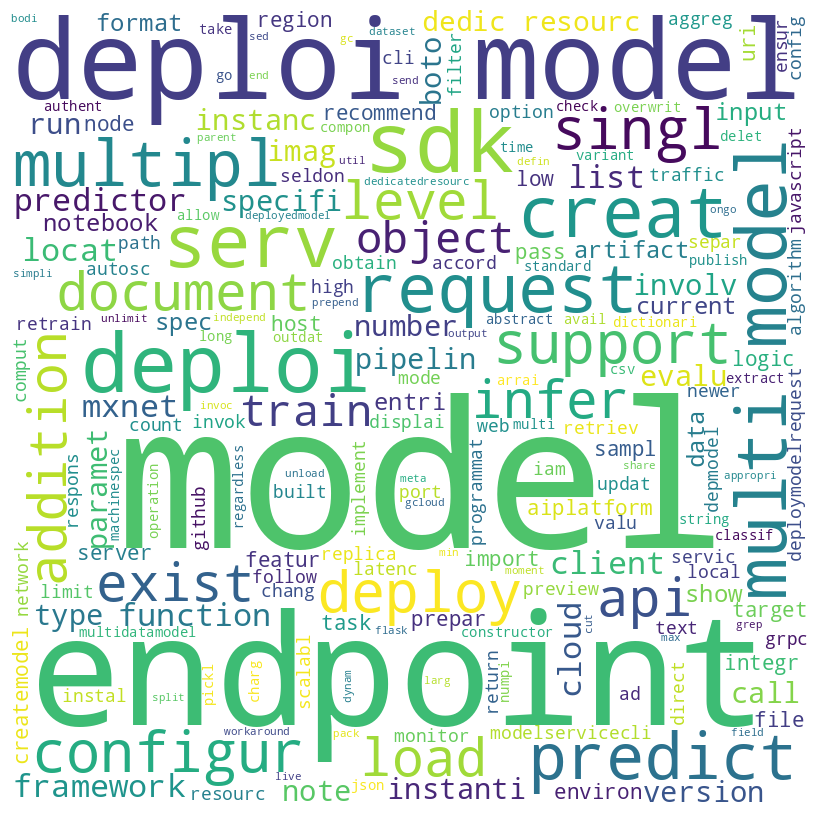 bodi
format
take
sed
region
gc
dataset
dedic resourc
aggreg
uri
ensur
config
deploi model
go
end
cli
send
boto
filter
authent
parent
run
node
instanc
compon
recommend
sdk
option
check
overwrit
singl
input
delet
multipl
imag
util
time
defin
variant
seldon
dedicatedresourc
low
list
traffic
predictor
specifi
level
creat
ongo
javascript
notebook
allow
deployedmodel
serv
object
pass
artifact
separ
model
locat
path
obtain
accord
standard
publish
simpli
autosc
document
high
prepend
request
involv
algorithm
retrain
unlimit
spec
independ
host
number
output
abstract
avail
dictionari
current
long
outdat
support
logic
comput
addition
deploi
pipelin
mode
arrai
csv
newer
extract
mxnet
invoc
train
entri
infer
evalu
count
invok
displai
web
multi
retriev
data
depmodel
multi
appropri
deploymodelrequest
respons
paramet
machinespec
operation
github
regardless
model
unload
built
implement
meta
port
gcloud
programmat
iam
share
sampl
aiplatform
updat
valu
string
classif
network
server
featur
replica
min
import
client
servic
local
limit
exist
follow
chang
latenc
moment
deploy
preview
api
show
target
type function
task
prepar
max
text
grep
grpc
createmodel
multidatamodel
flask
constructor
cloud
cut
integr
endpoint
instal
split
pickl
charg
scalabl
dynam
larg
return
numpi
ad
direct
call
file
configur
workaround
pack
monitor
modelservicecli
predict
field
framework
resourc
live
note
load
json
instanti
environ
version